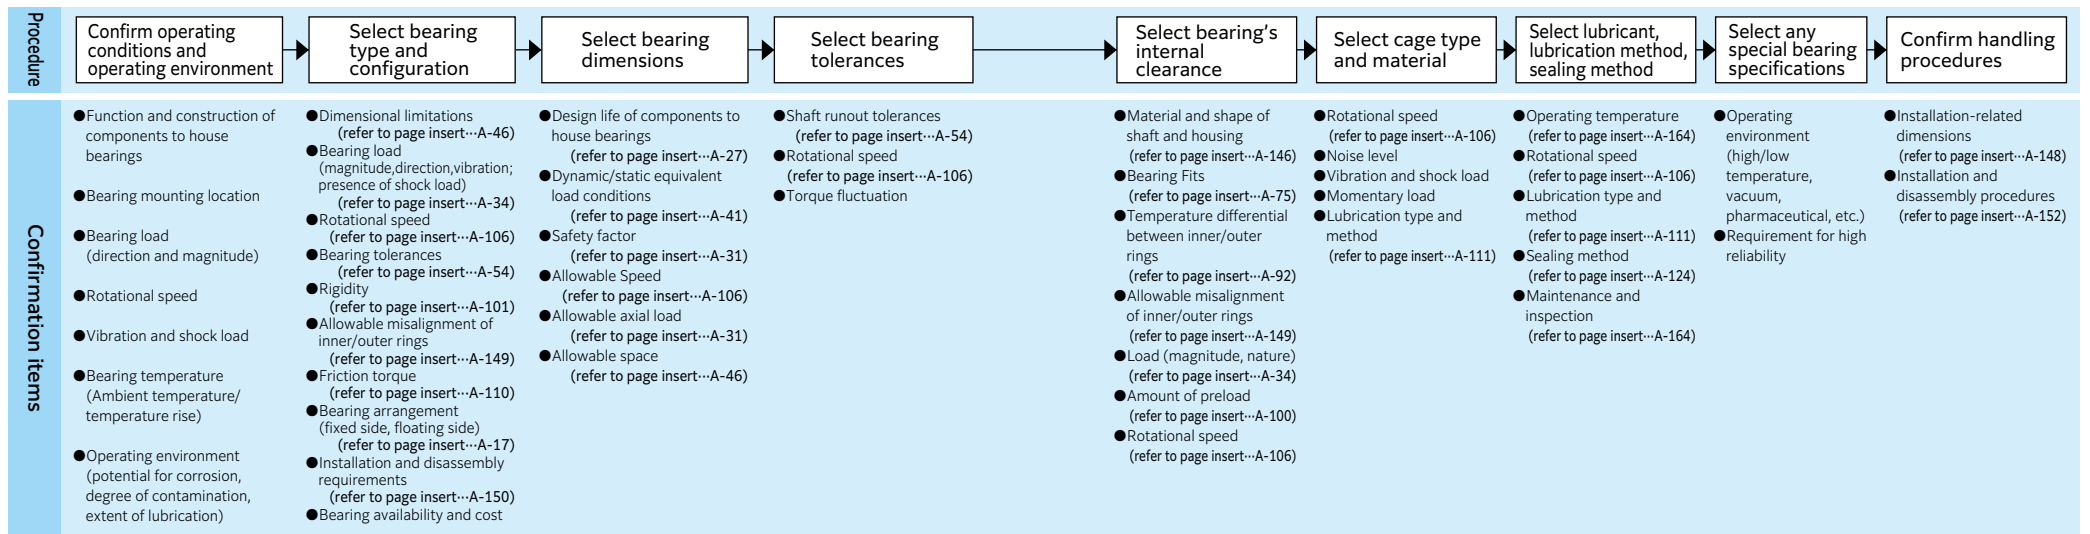 Procedure
Confirm operating
conditions and
operating environment
Select bearing
type and
configuration
Select bearing
dimensions
Select bearing
tolerances
Select bearing's
internal
clearance
Select cage type
and material
Select lubricant,
lubrication method,
sealing method
Select any
special bearing
specifications
Confirm handling
procedures
Confirmation items
●Function and construction of
components to house
bearings
●Bearing mounting location
●Bearing load
(direction and magnitude)
●Rotational speed
●Vibration and shock load
●Bearing temperature
(Ambient temperature/
temperature rise)
●Operating environment
(potential for corrosion,
degree of contamination,
extent of lubrication)
●Dimensional limitations
(refer to page insert…A-46)
●Bearing load
(magnitude,direction,vibration;
presence of shock load)
(refer to page insert…A-34)
●Rotational speed
(refer to page insert…A-106)
●Bearing tolerances
(refer to page insert…A-54)
●Rigidity
(refer to page insert…A-101)
●Allowable misalignment of
inner/outer rings
(refer to page insert…A-149)
●Friction torque
(refer to page insert…A-110)
●Bearing arrangement
(fixed side, floating side)
(refer to page insert…A-17)
●Installation and disassembly
requirements
(refer to page insert…A-150)
●Bearing availability and cost
●Design life of components to
house bearings
(refer to page insert…A-27)
●Dynamic/static equivalent
load conditions
(refer to page insert…A-41)
●Safety factor
(refer to page insert…A-31)
●Allowable Speed
(refer to page insert…A-106)
●Allowable axial load
(refer to page insert…A-31)
●Allowable space
(refer to page insert…A-46)
●Shaft runout tolerances
(refer to page insert…A-54)
●Rotational speed
(refer to page insert…A-106)
●Torque fluctuation
●Material and shape of
shaft and housing
(refer to page insert…A-146)
●Bearing Fits
(refer to page insert…A-75)
●Temperature differential
between inner/outer
rings
(refer to page insert…A-92)
●Allowable misalignment
of inner/outer rings
(refer to page insert…A-149)
●Load (magnitude, nature)
(refer to page insert…A-34)
●Amount of preload
(refer to page insert…A-100)
●Rotational speed
(refer to page insert…A-106)
●Rotational speed
(refer to page insert…A-106)
●Noise level
●Vibration and shock load
●Momentary load
●Lubrication type and
method
(refer to page insert…A-111)
●Operating temperature
(refer to page insert…A-164)
●Rotational speed
(refer to page insert…A-106)
●Lubrication type and
method
(refer to page insert…A-111)
●Sealing method
(refer to page insert…A-124)
●Maintenance and
inspection
(refer to page insert…A-164)
●Operating
environment
(high/low
temperature,
vacuum,
pharmaceutical, etc.)
●Requirement for high
reliability
●Installation-related
dimensions
(refer to page insert…A-148)
●Installation and
disassembly procedures
(refer to page insert…A-152)